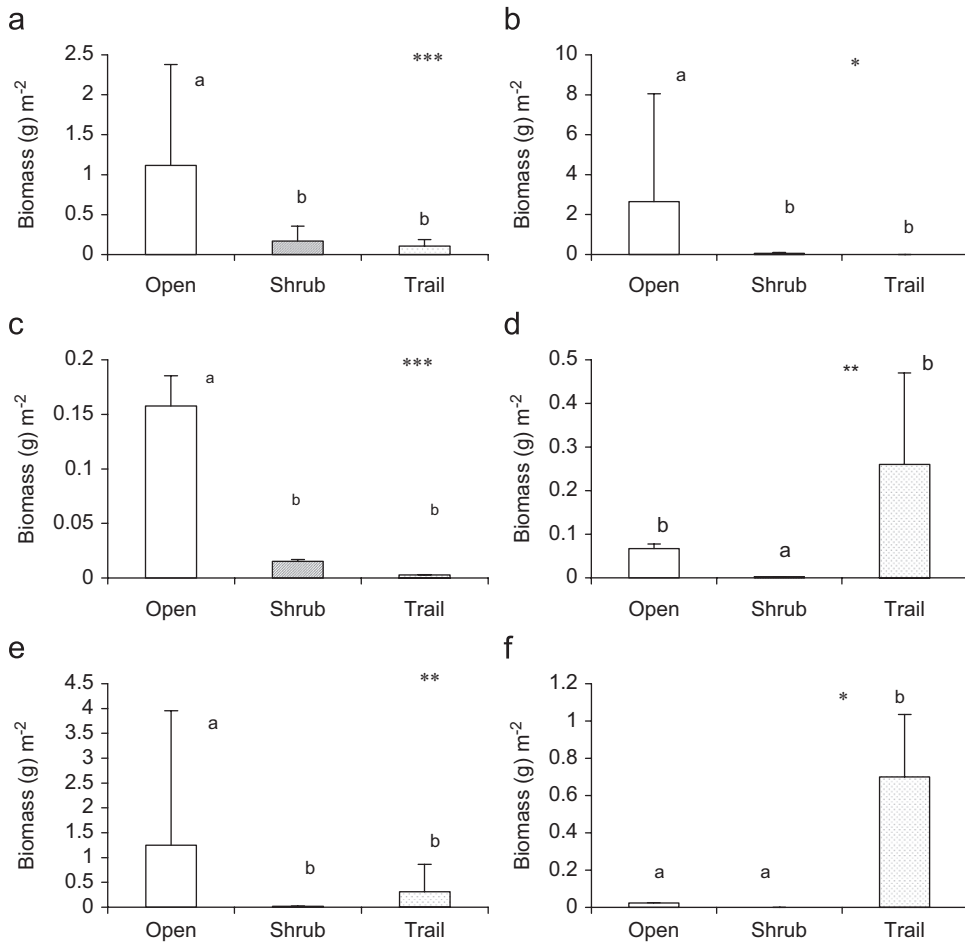 a
Biomass (g) m-2
2.5
2
1.5
1
0.5
0
a
b
b
***
Open Shrub Trail
b
Biomass (g) m-2
10
8
6
4
2
0
a
b
b
*
Open Shrub Trail
c
Biomass (g) m-2
0.2
0.15
0.1
0.05
0
a
b
b
***
Open Shrub Trail
d
Biomass (g) m-2
0.5
0.4
0.3
0.2
0.1
0
b
a
b
**
Open Shrub Trail
e
Biomass (g) m-2
4.5
4
3.5
3
2.5
2
1.5
1
0.5
0
a
b
b
**
Open Shrub Trail
f
Biomass (g) m-2
1.2
1
0.8
0.6
0.4
0.2
0
a
a
b
*
Open Shrub Trail